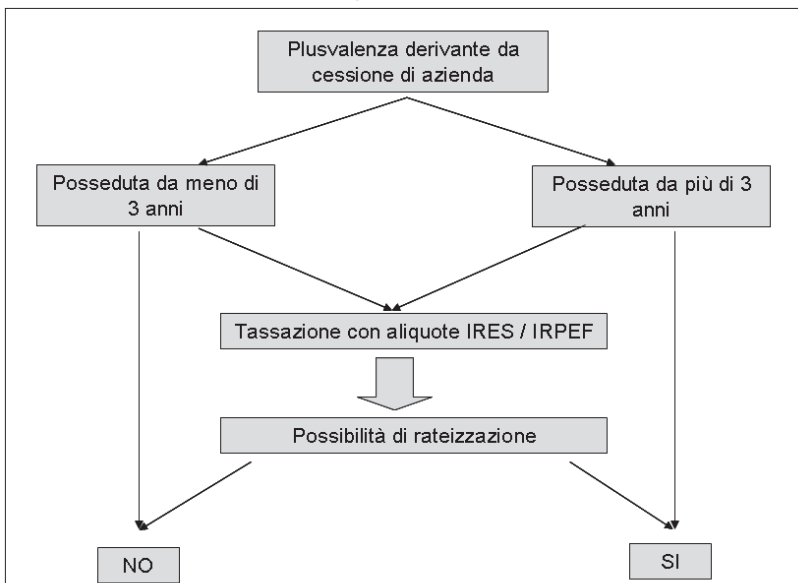 Plusvalenza derivante da
cessione di azienda
Posseduta da meno di
3 anni
Posseduta da più di 3
anni
Tassazione con aliquote IRES / IRPEF
Possibilità di rateizzazione
NO
SI